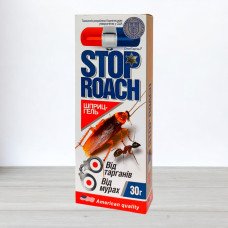 STOP
ROACH
ШПРИЦ-
ГЕЛЬ
Від
тарганів
Від
мурах
30г
American quality